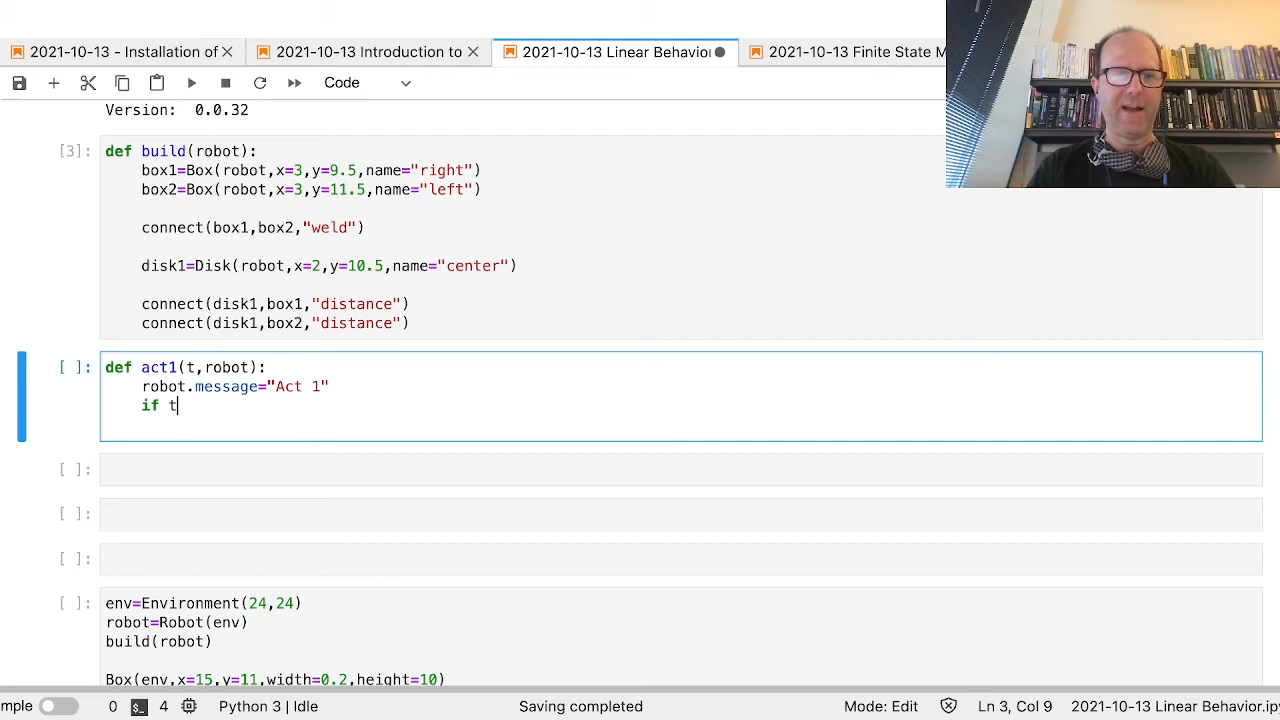 2021-10-13 - Installation of
2021-10-13 Introduction to
2021-10-13 Linear Behavior
2021-10-13 Finite State M
Code
Version:  0.0.32
[3]:
def build(robot):
    box1=Box(robot,x=3,y=9.5,name="right")
    box2=Box(robot,x=3,y=11.5,name="left")
    connect(box1,box2,"weld")
    disk1=Disk(robot,x=2,y=10.5,name="center")
    connect(disk1,box1,"distance")
    connect(disk1,box2,"distance")
[ ]:
def act1(t,robot):
    robot.message="Act 1"
    if t
[ ]:
[ ]:
[ ]:
[ ]:
env=Environment(24,24)
robot=Robot(env)
build(robot)
Box(env,x=15,y=11,width=0.2,height=10)
mple 0 $_ 4 Python 3 | Idle Saving completed Mode: Edit Ln 3, Col 9 2021-10-13 Linear Behavior.ip